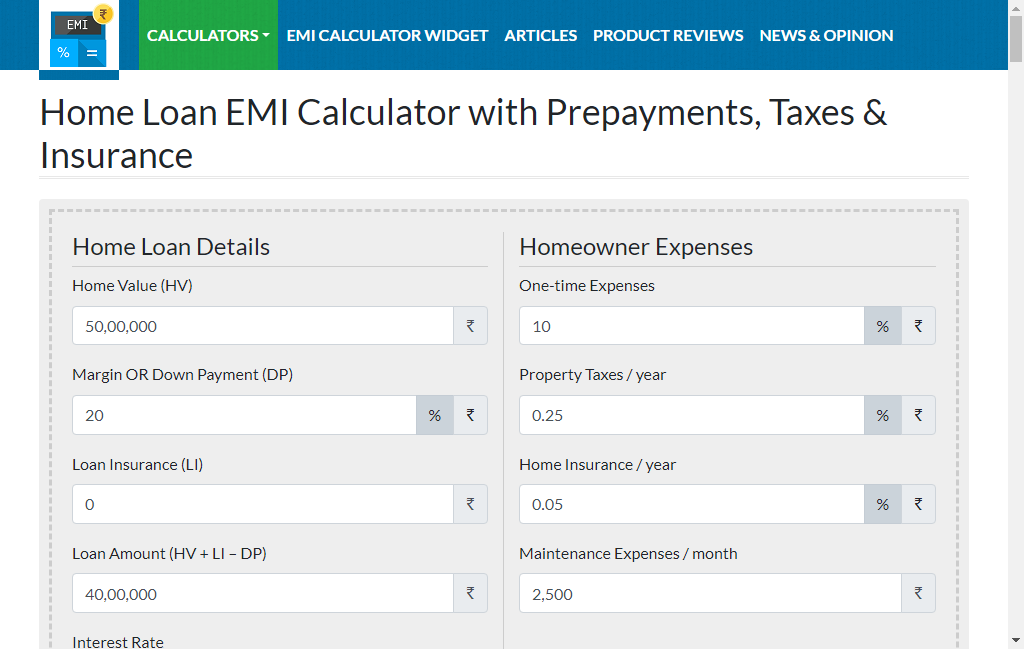 EMI ₹
% =
CALCULATORS EMI CALCULATOR WIDGET ARTICLES PRODUCT REVIEWS NEWS & OPINION
Home Loan EMI Calculator with Prepayments, Taxes &
Insurance
Home Loan Details
Home Value (HV)
50,00,000 ₹
Margin OR Down Payment (DP)
20 % ₹
Loan Insurance (LI)
0 ₹
Loan Amount (HV + LI – DP)
40,00,000 ₹
Interest Rate
Homeowner Expenses
One-time Expenses
10 % ₹
Property Taxes / year
0.25 % ₹
Home Insurance / year
0.05 % ₹
Maintenance Expenses / month
2,500 ₹